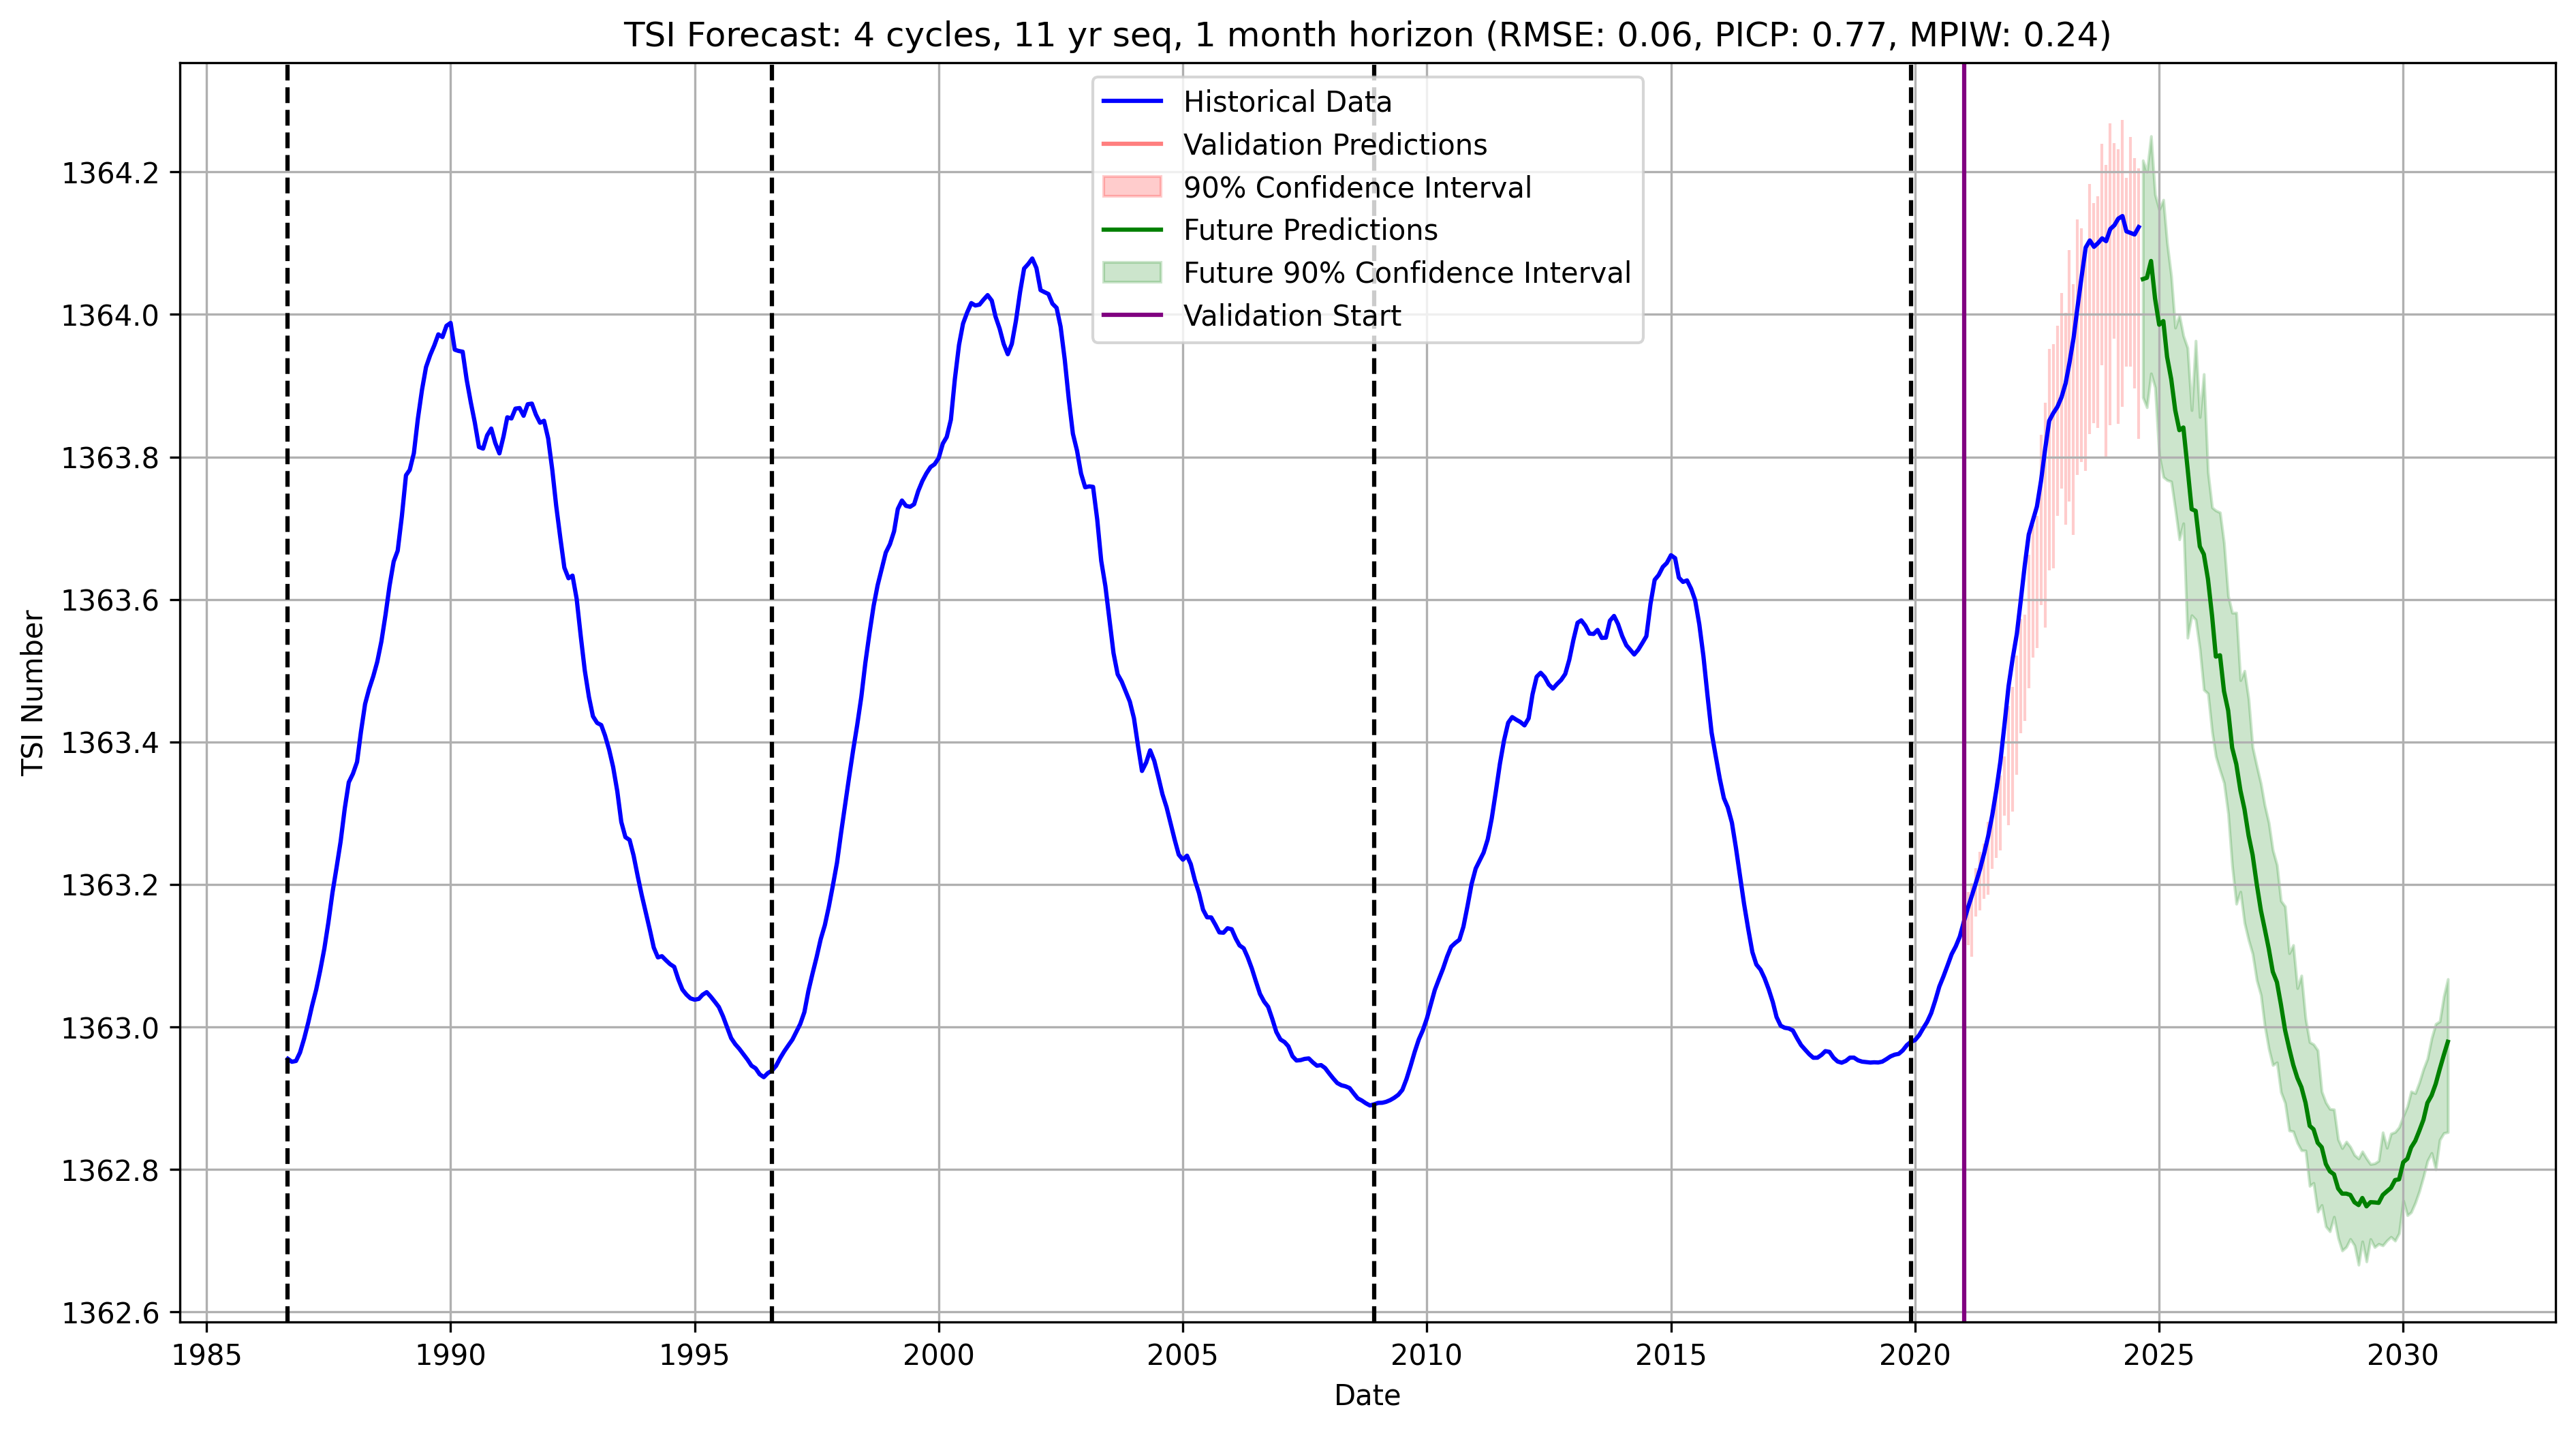 TSI Forecast: 4 cycles, 11 yr seq, 1 month horizon (RMSE: 0.06, PICP: 0.77, MPIW: 0.24)
Historical Data
Validation Predictions
90% Confidence Interval
Future Predictions
Future 90% Confidence Interval
Validation Start
TSI Number
1364.2
1364.0
1363.8
1363.6
1363.4
1363.2
1363.0
1362.8
1362.6
1985 1990 1995 2000 2005 2010 2015 2020 2025 2030
Date